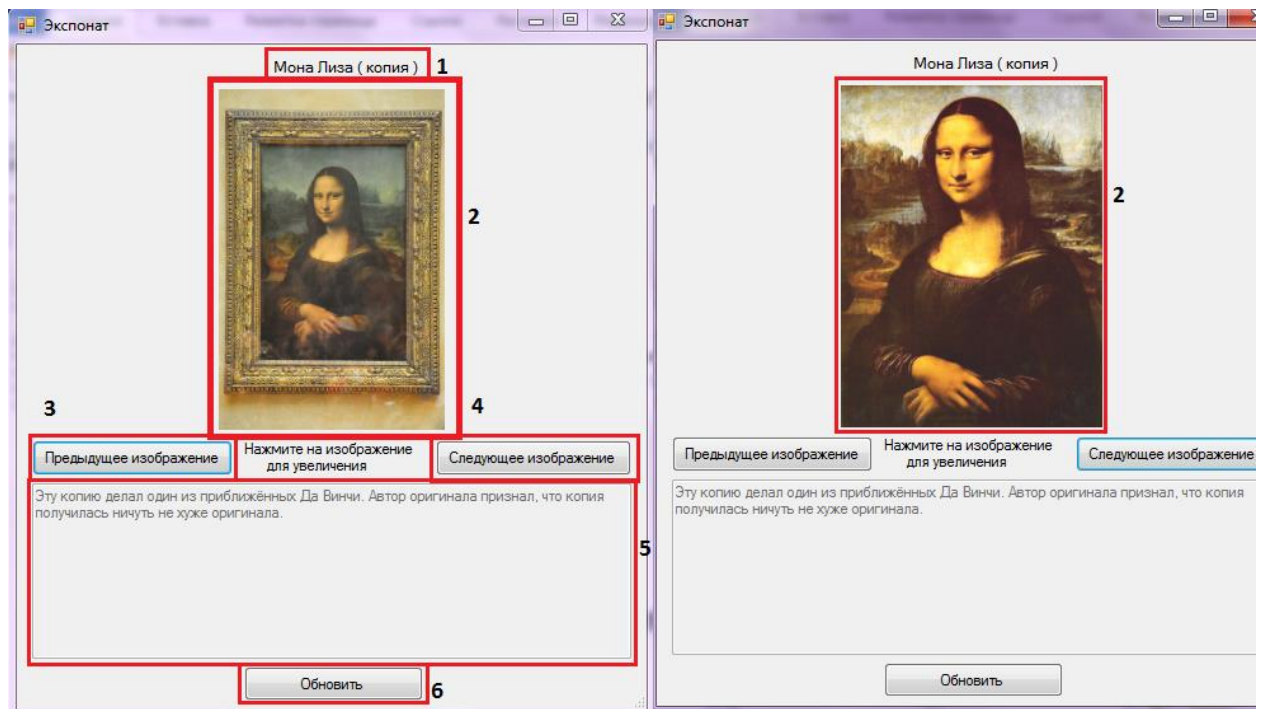 Экспонат
Мона Лиза ( копия )
1
2
3
4
Предыдущее изображение
Нажмите на изображение
для увеличения
Следующее изображение
Эту копию делал один из приближённых Да Винчи. Автор оригинала признал, что копия
получилась ничуть не хуже оригинала.
5
Обновить
6
Экспонат
Мона Лиза ( копия )
2
Предыдущее изображение
Нажмите на изображение
для увеличения
Следующее изображение
Эту копию делал один из приближённых Да Винчи. Автор оригинала признал, что копия
получилась ничуть не хуже оригинала.
Обновить